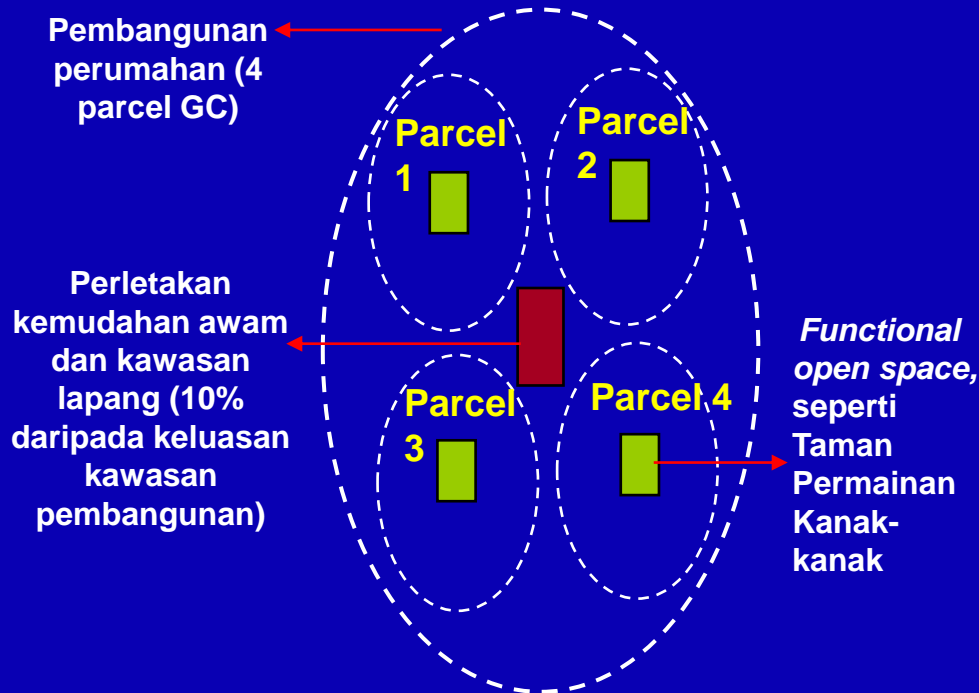 Pembangunan
perumahan (4
parcel GC)
Parcel
1
Parcel
2
Perletakan
kemudahan awam
dan kawasan
lapang (10%
daripada keluasan
kawasan
pembangunan)
Parcel
3
Parcel 4
Functional
open space,
seperti
Taman
Permainan
Kanak-
kanak